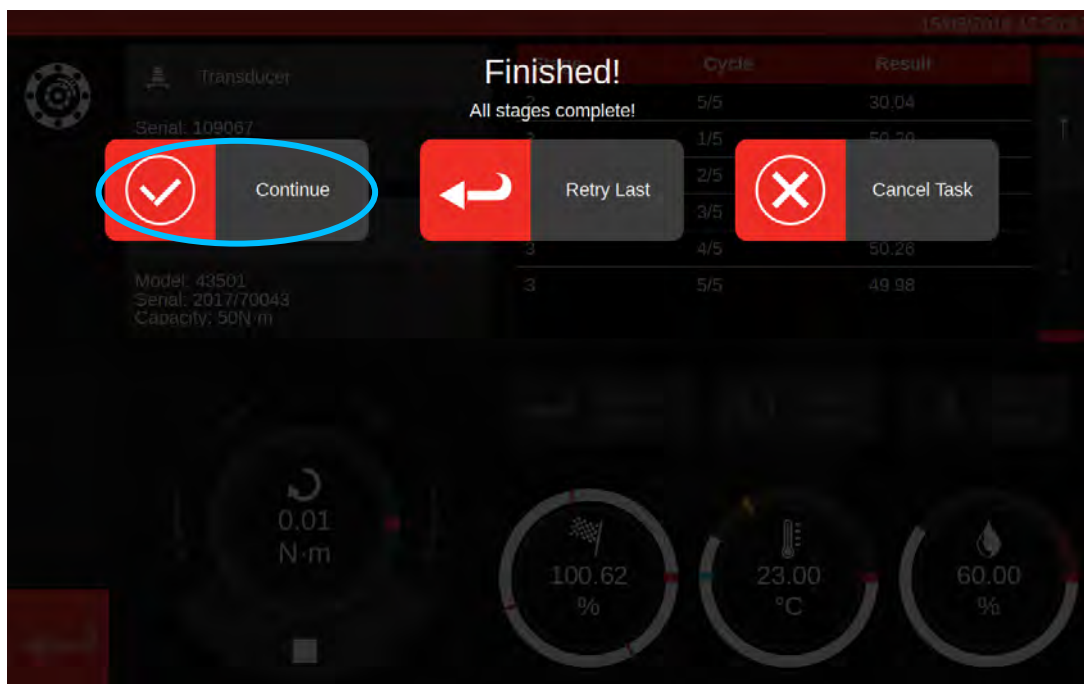 Finished!
All stages complete!
Continue
Retry Last
Cancel Task
Transducer
Serial: 109067
Model: 43501
Serial: 2017/70043
Capacity: 50N·m
Cycle Result
5/5 30.04
1/5 50.20
2/5
3/5
3 4/5 50.26
3 5/5 49.98
0.01
N·m
100.62
%
23.00
°C
60.00
%